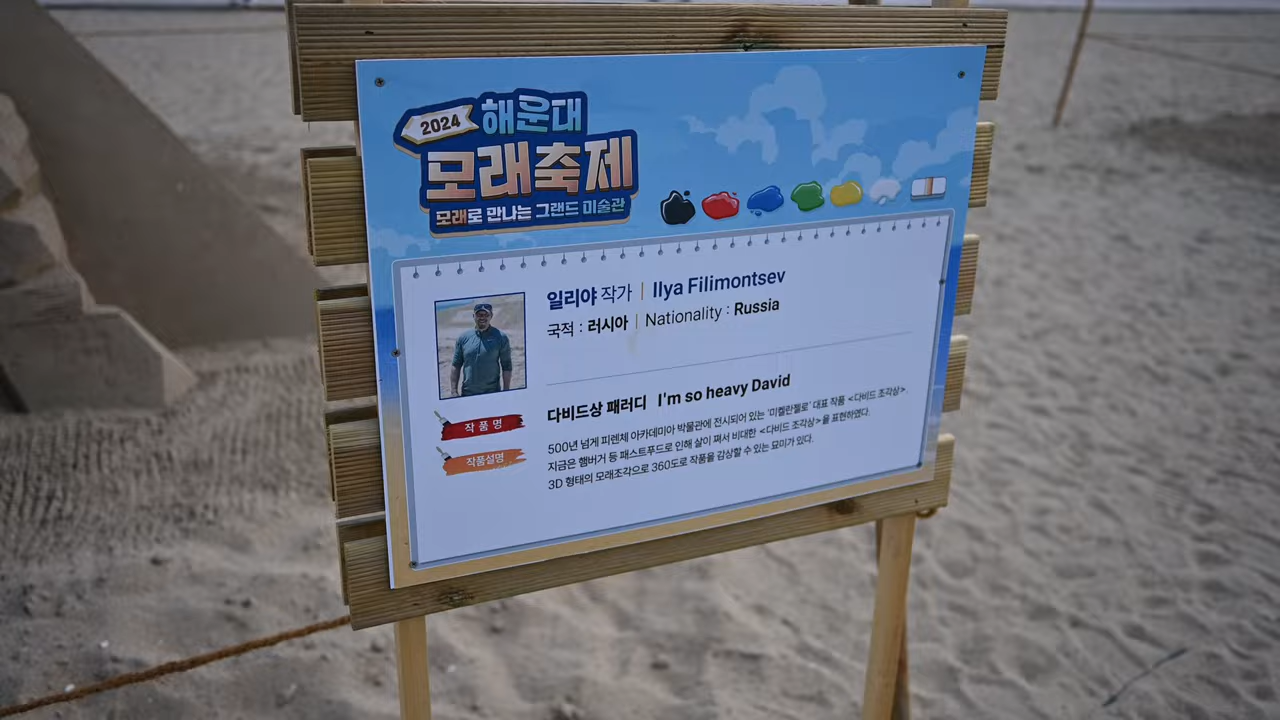 2024 해운대
모래축제
모래로 만나는 그랜드 미술관
일리야 작가 | Ilya Filimontsev
국적 : 러시아 | Nationality : Russia
작 품 명
다비드상 패러디 I'm so heavy David
작품설명
500년 넘게 피렌체 아카데미아 박물관에 전시되어 있는 '미켈란젤로' 대표 작품 <다비드 조각상>.
지금은 햄버거 등 패스트푸드로 인해 살이 쪄서 비대한 <다비드 조각상>을 표현하였다.
3D 형태의 모래조각으로 360도로 작품을 감상할 수 있는 묘미가 있다.